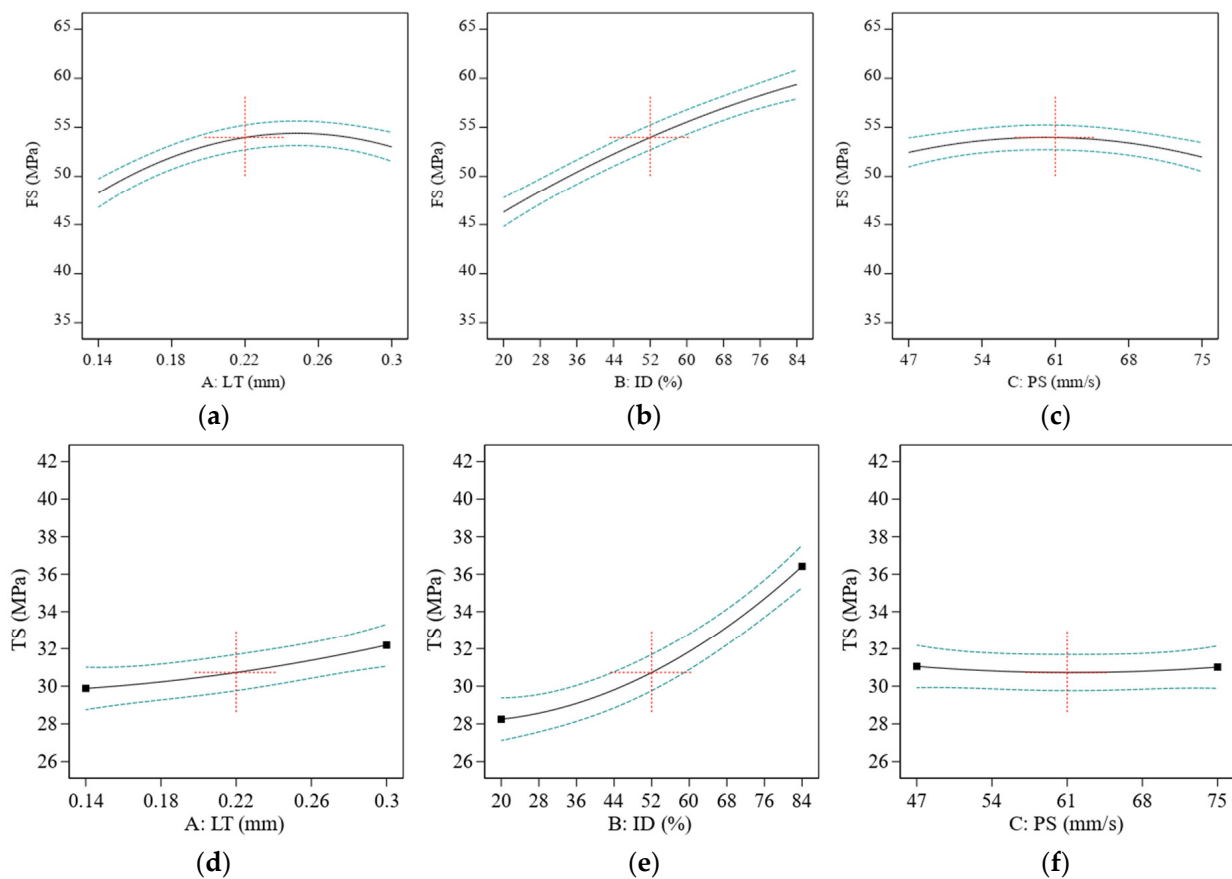 65
60
55
50
45
40
35
FS (MPa)
0.14 0.18 0.22 0.26 0.3
A: LT (mm)
(a)
65
60
55
50
45
40
35
FS (MPa)
20 28 36 44 52 60 68 76 84
B: ID (%)
(b)
65
60
55
50
45
40
35
FS (MPa)
47 54 61 68 75
C: PS (mm/s)
(c)
42
40
38
36
34
32
30
28
26
TS (MPa)
0.14 0.18 0.22 0.26 0.3
A: LT (mm)
(d)
42
40
38
36
34
32
30
28
26
TS (MPa)
20 28 36 44 52 60 68 76 84
B: ID (%)
(e)
42
40
38
36
34
32
30
28
26
TS (MPa)
47 54 61 68 75
C: PS (mm/s)
(f)